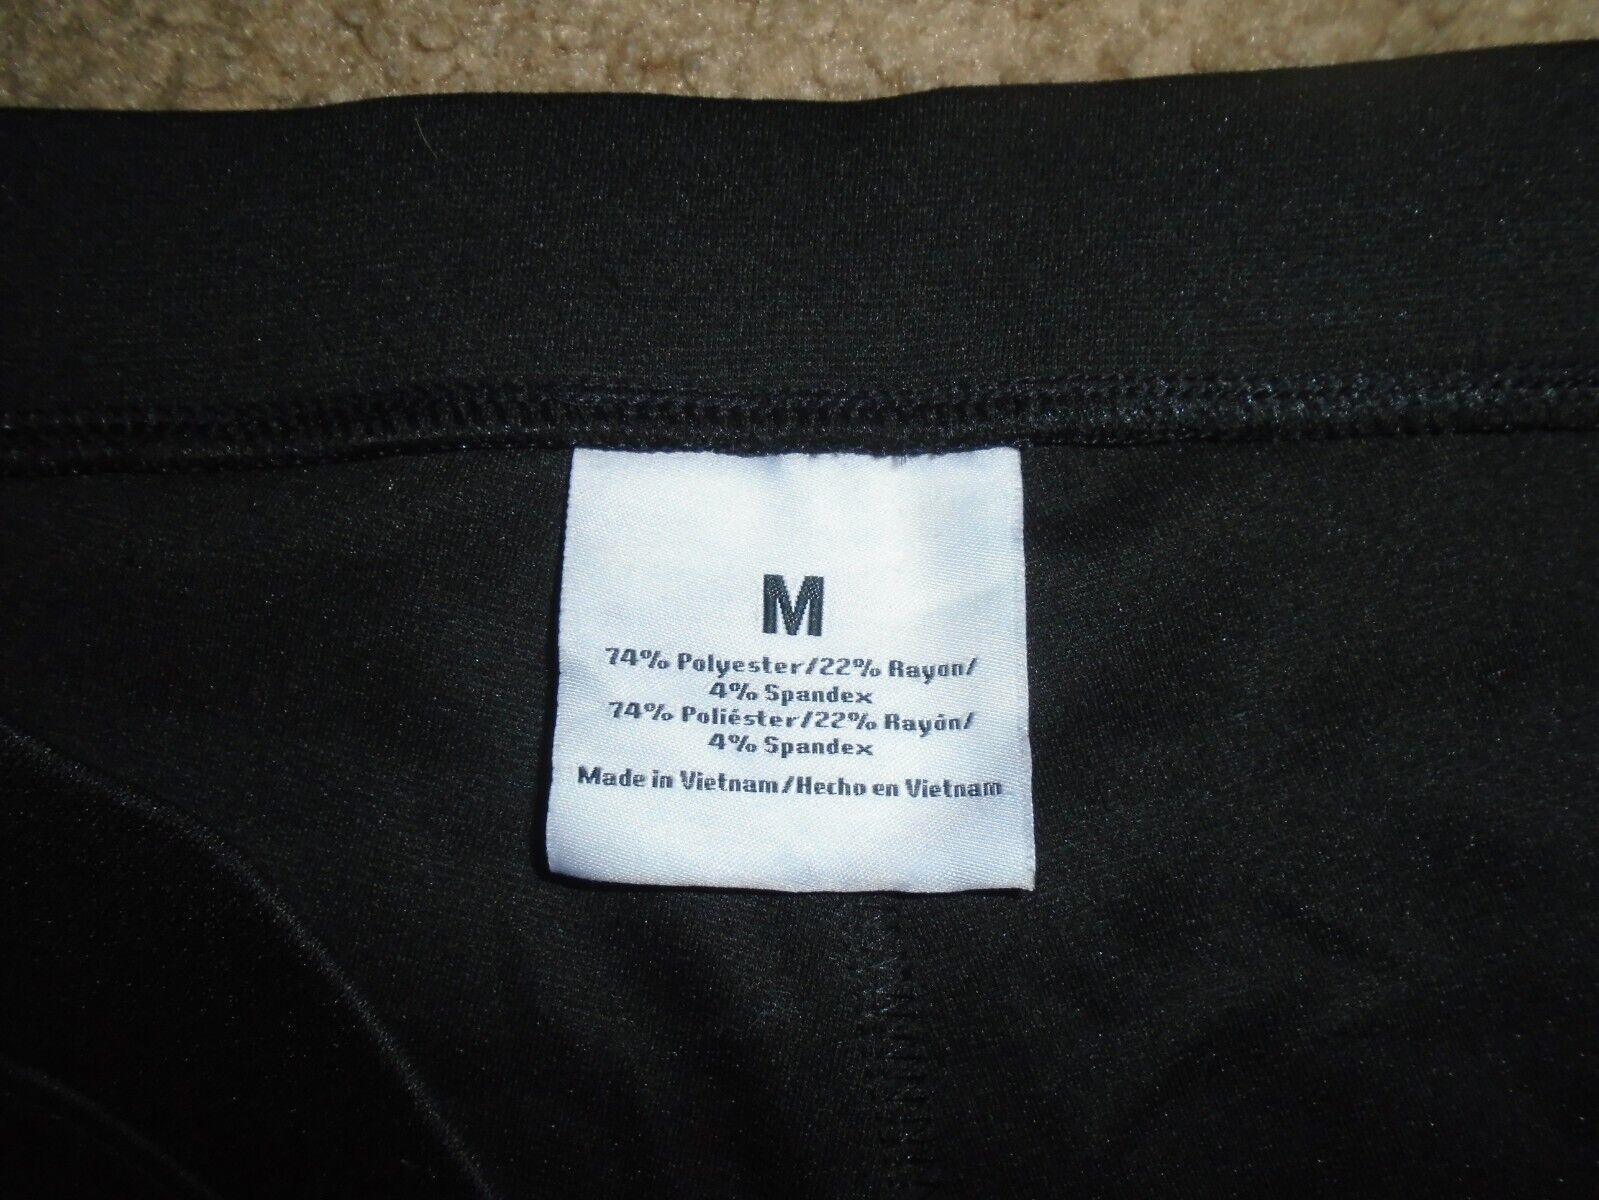 M
74% Polyester/22% Rayon/
4% Spandex
74% Poliéster/22% Rayón/
4% Spandex
Made in Vietnam/Hecho en Vietnam